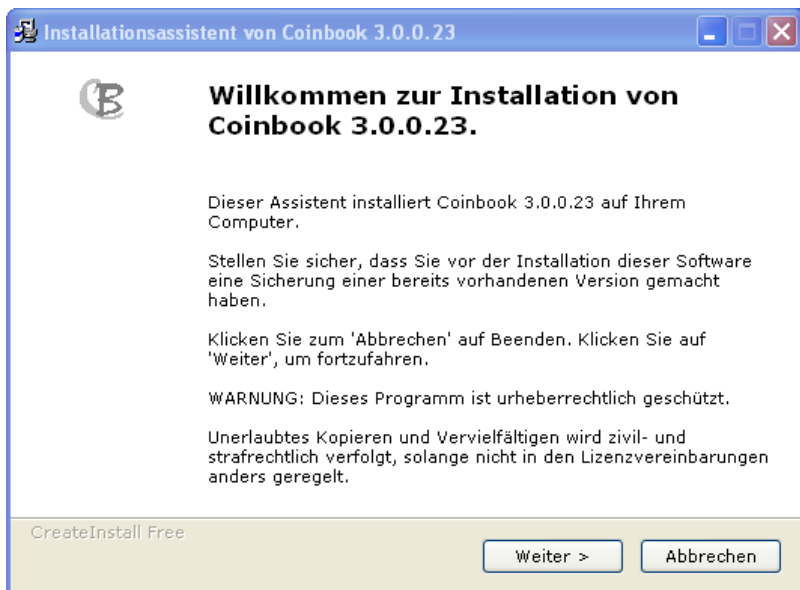 Installationsassistent von Coinbook 3.0.0.23
CB
Willkommen zur Installation von
Coinbook 3.0.0.23.
Dieser Assistent installiert Coinbook 3.0.0.23 auf Ihrem
Computer.
Stellen Sie sicher, dass Sie vor der Installation dieser Software
eine Sicherung einer bereits vorhandenen Version gemacht
haben.
Klicken Sie zum 'Abbrechen' auf Beenden. Klicken Sie auf
'Weiter', um fortzufahren.
WARNUNG: Dieses Programm ist urheberrechtlich geschützt.
Unerlaubtes Kopieren und Vervielfältigen wird zivil- und
strafrechtlich verfolgt, solange nicht in den Lizenzvereinbarungen
anders geregelt.
CreateInstall Free
Weiter > Abbrechen